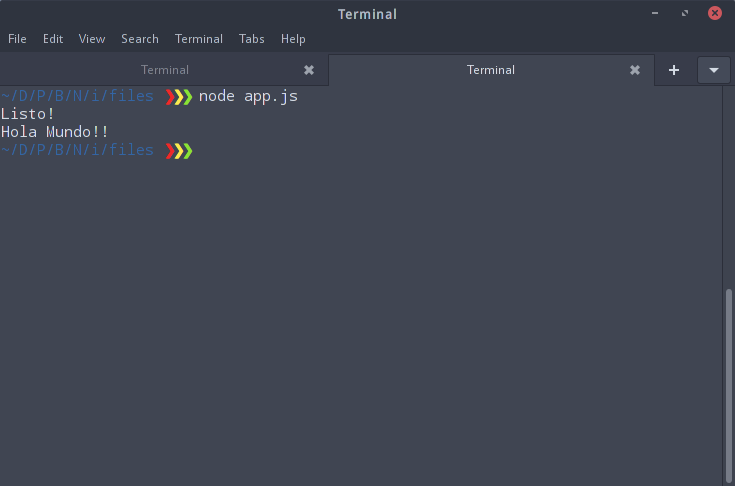 Terminal
File Edit View Search Terminal Tabs Help
Terminal Terminal
~/D/P/B/N/i/files ❯❯❯ node app.js
Listo!
Hola Mundo!!
~/D/P/B/N/i/files ❯❯❯